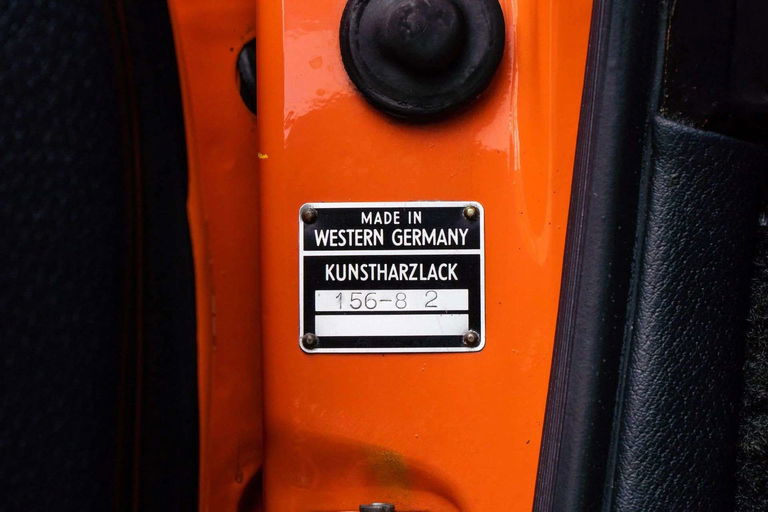 MADE IN
WESTERN GERMANY
KUNSTHARZLACK
156-8 2